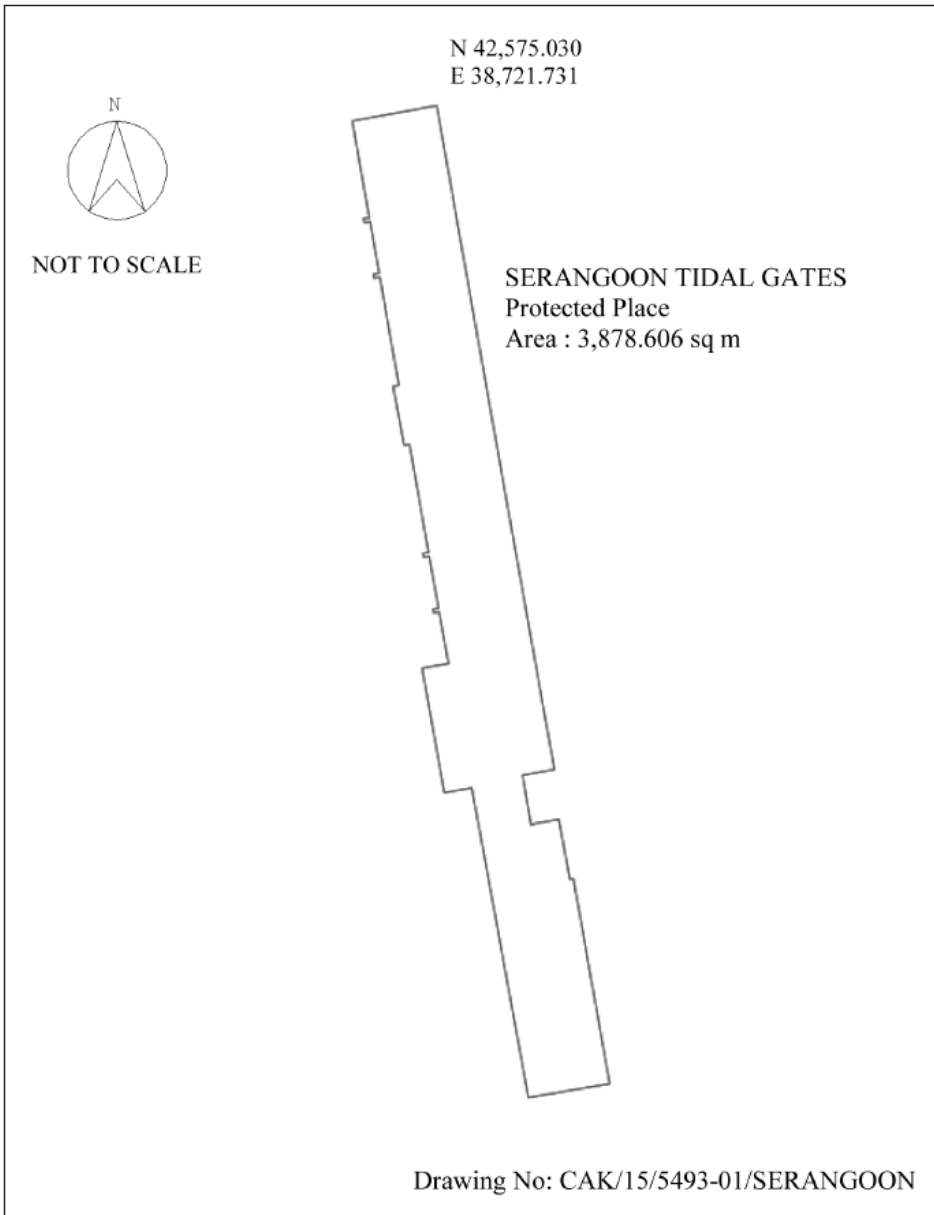 N 42,575.030
E 38,721.731
N
NOT TO SCALE
SERANGOON TIDAL GATES
Protected Place
Area : 3,878.606 sq m
Drawing No: CAK/15/5493-01/SERANGOON